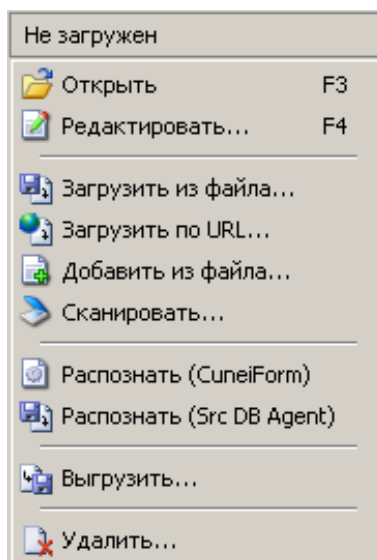 Не загружен
Открыть F3
Редактировать... F4
Загрузить из файла...
Загрузить по URL...
Добавить из файла...
Сканировать...
Распознать (CuneiForm)
Распознать (Src DB Agent)
Выгрузить...
Удалить...